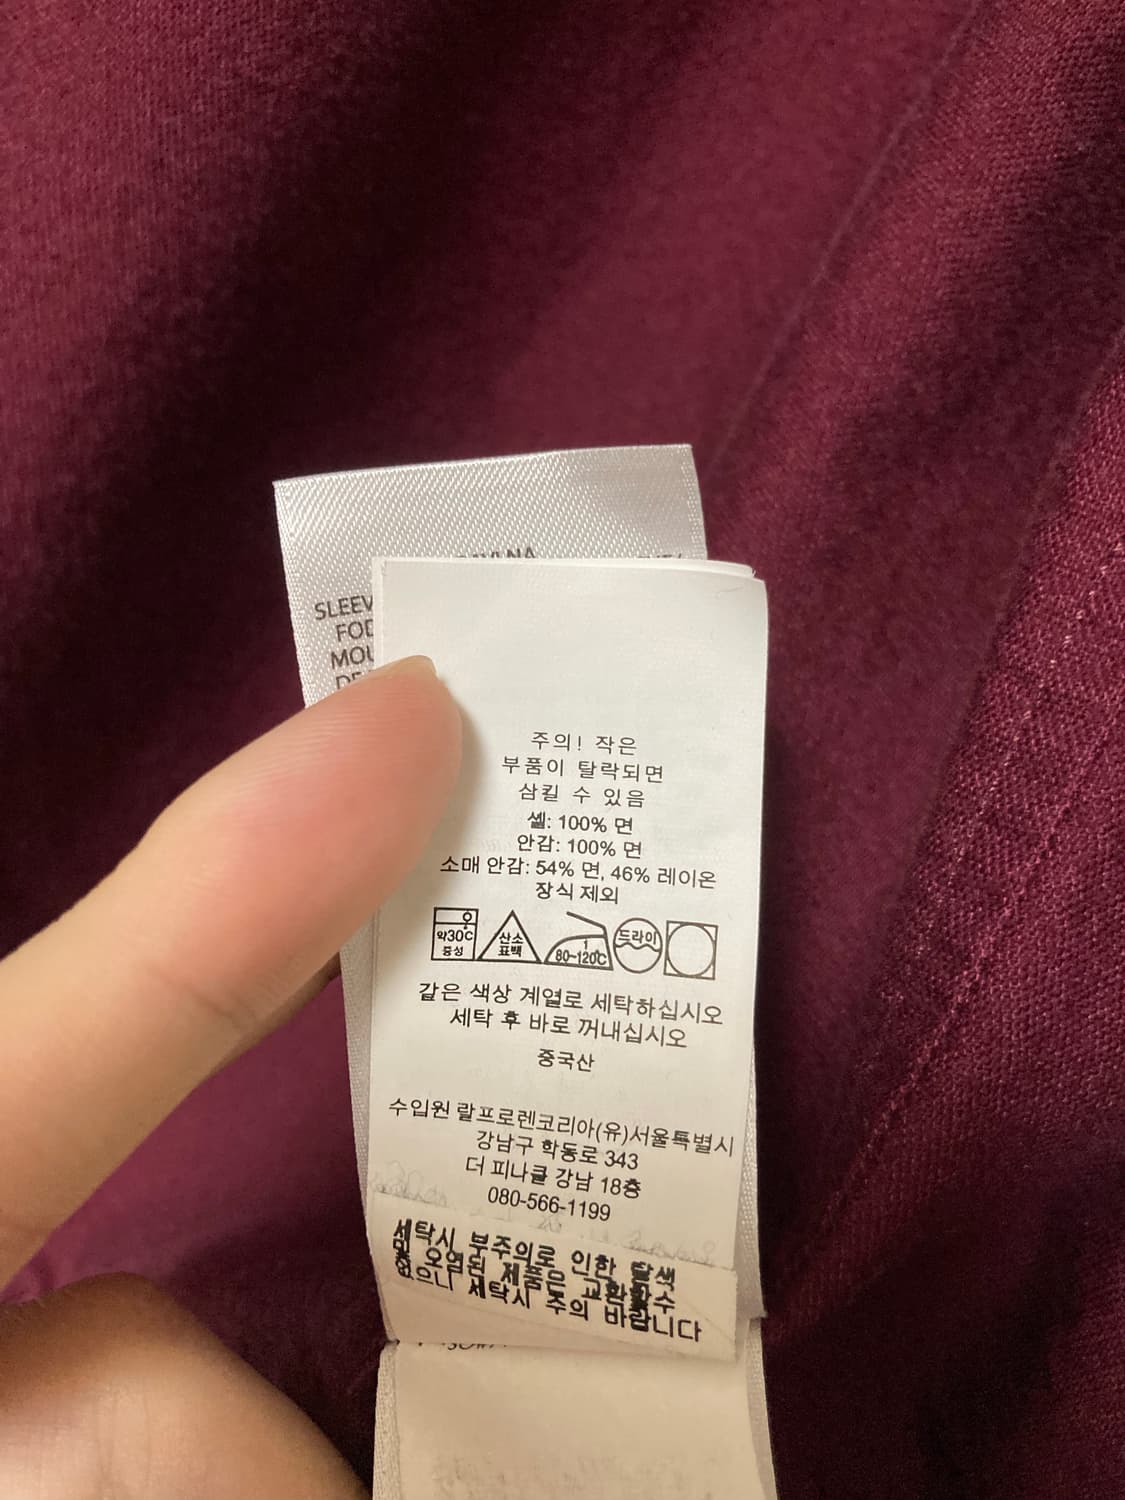 SLEEV
FOD
MOU
주의! 작은
부품이 탈락되면
삼킬 수 있음
셸: 100% 면
안감: 100% 면
소매 안감: 54% 면, 46% 레이온
장식 제외
약30℃
중성
산소
표백
80~120℃
드라이
같은 색상 계열로 세탁하십시오
세탁 후 바로 꺼내십시오
중국산
수입원 랄프로렌코리아(유)서울특별시
강남구 학동로 343
더 피나클 강남 18층
080-566-1199
세탁시 부주의로 인한 탈색
및 오염된 제품은 교환할수
없으니 세탁시 주의 바랍니다